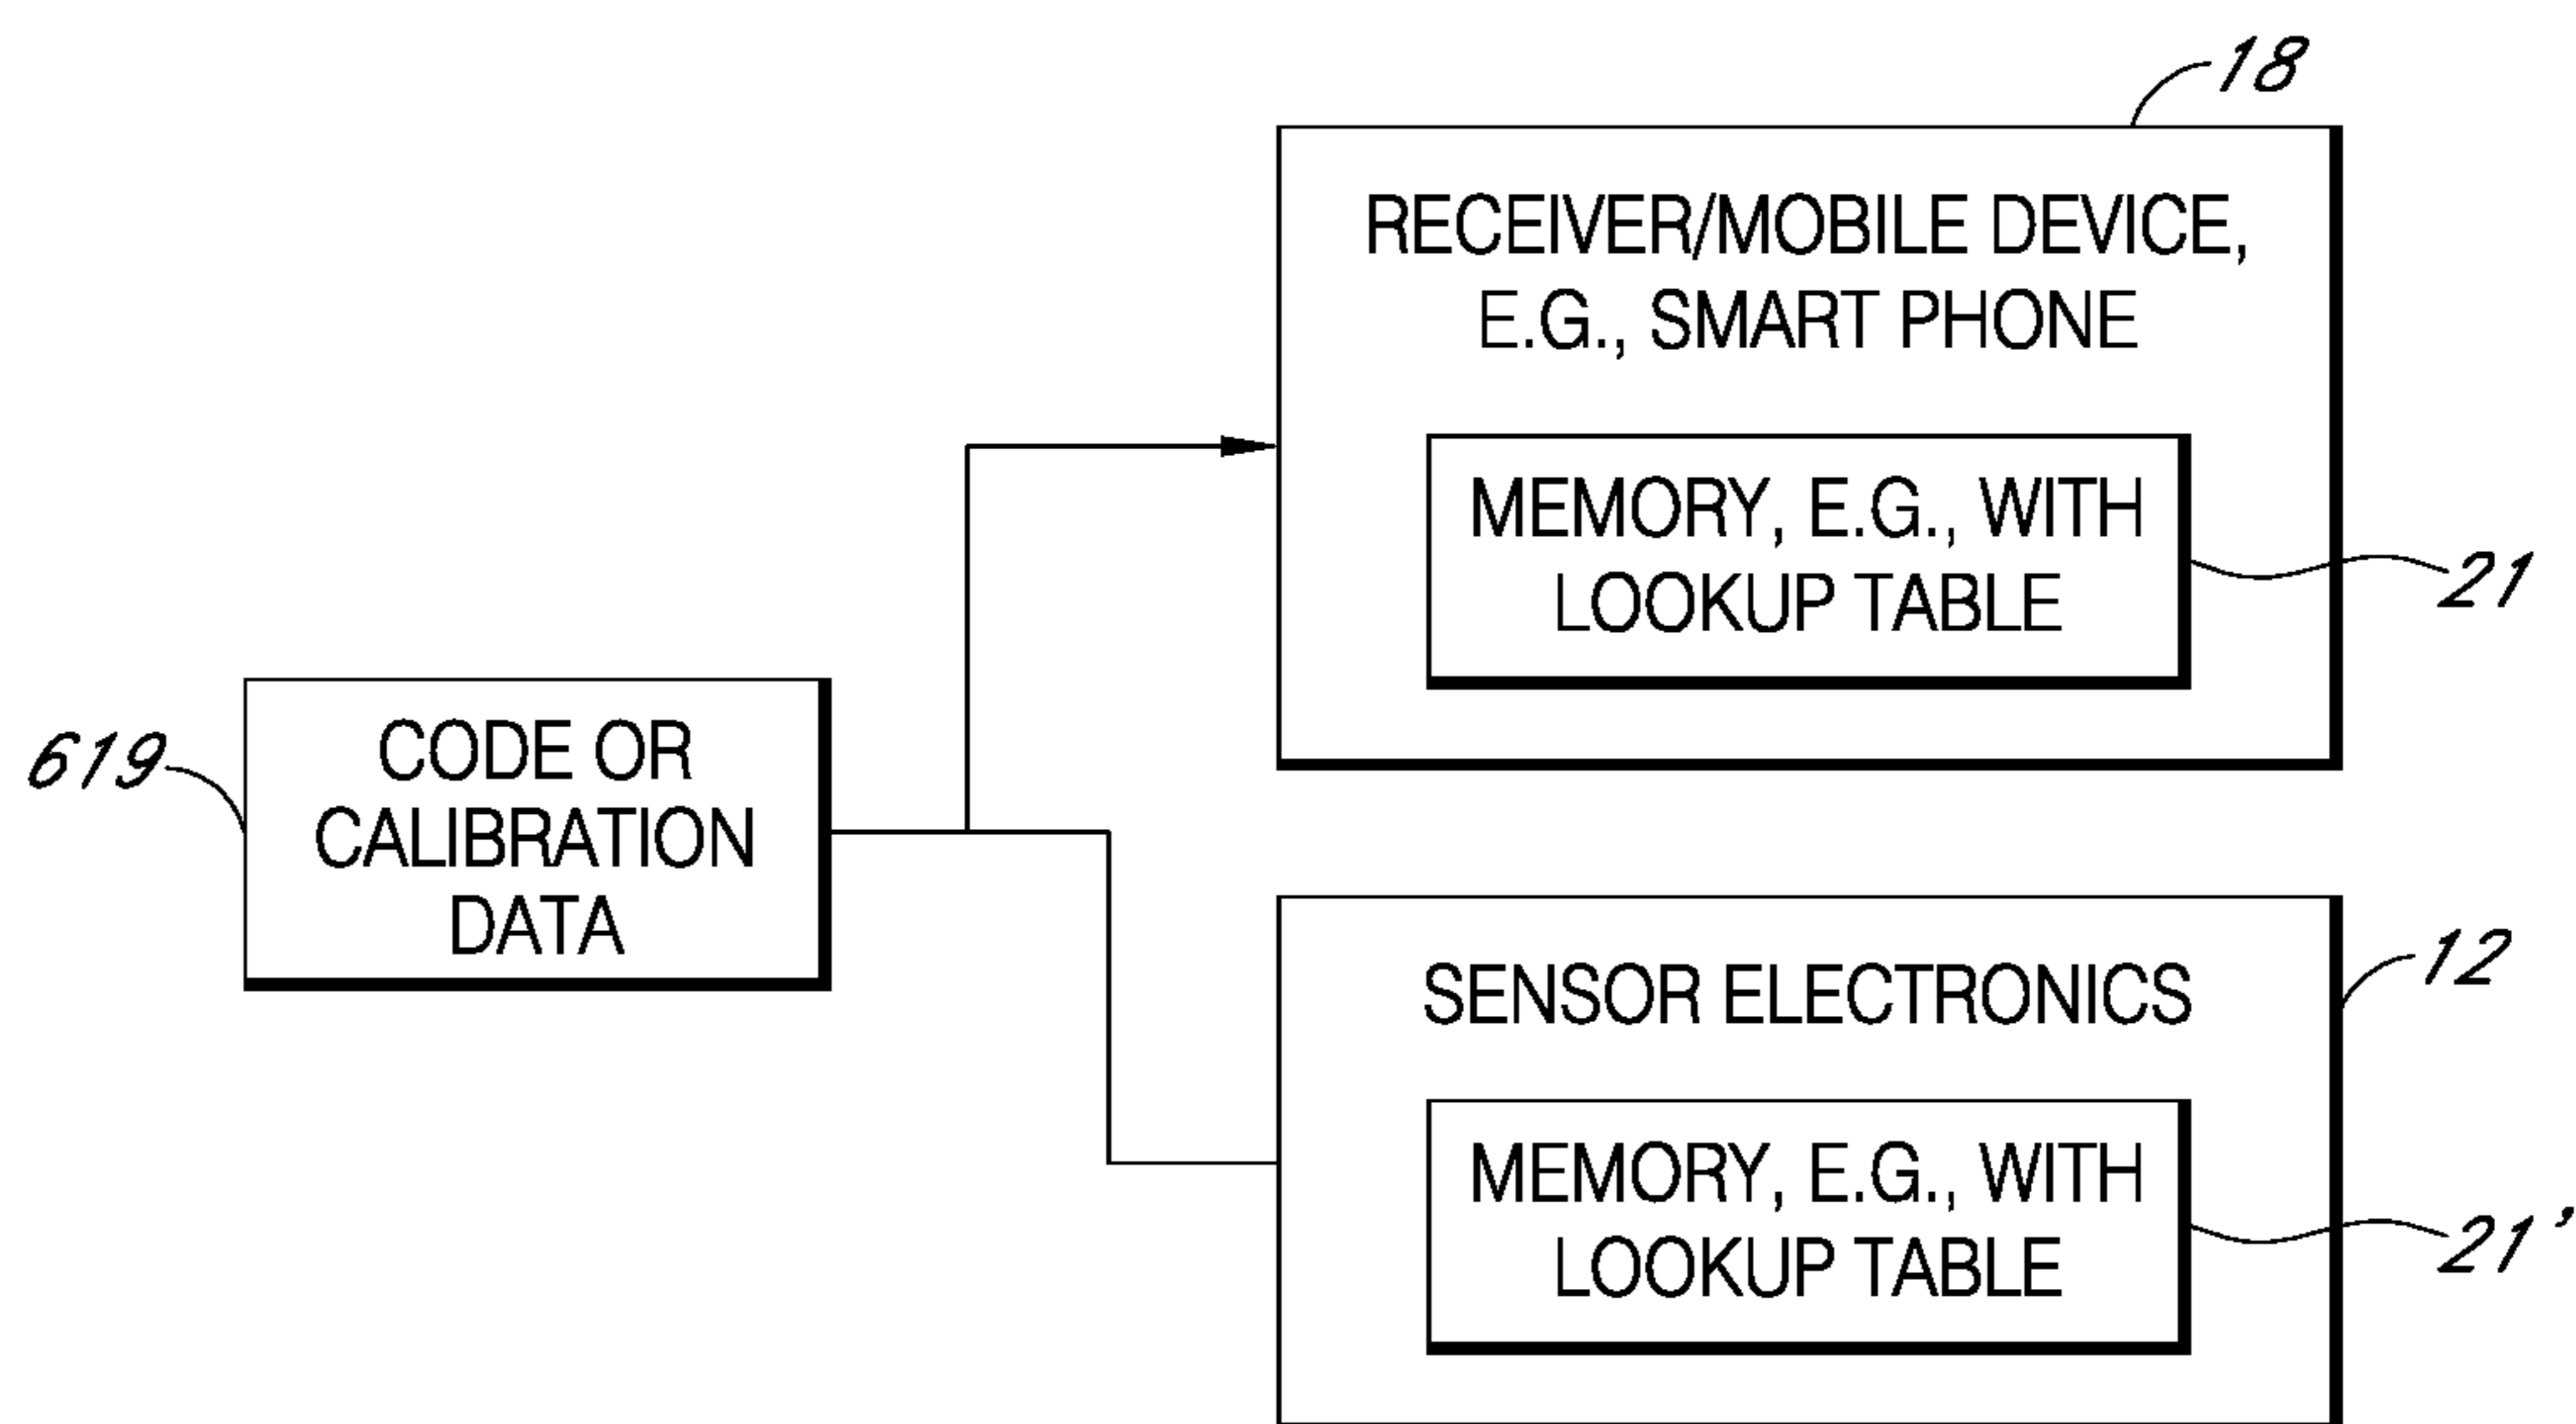 18
RECEIVER/MOBILE DEVICE,
E.G., SMART PHONE
MEMORY, E.G., WITH
LOOKUP TABLE
21
619
CODE OR
CALIBRATION
DATA
12
SENSOR ELECTRONICS
MEMORY, E.G., WITH
LOOKUP TABLE
21'